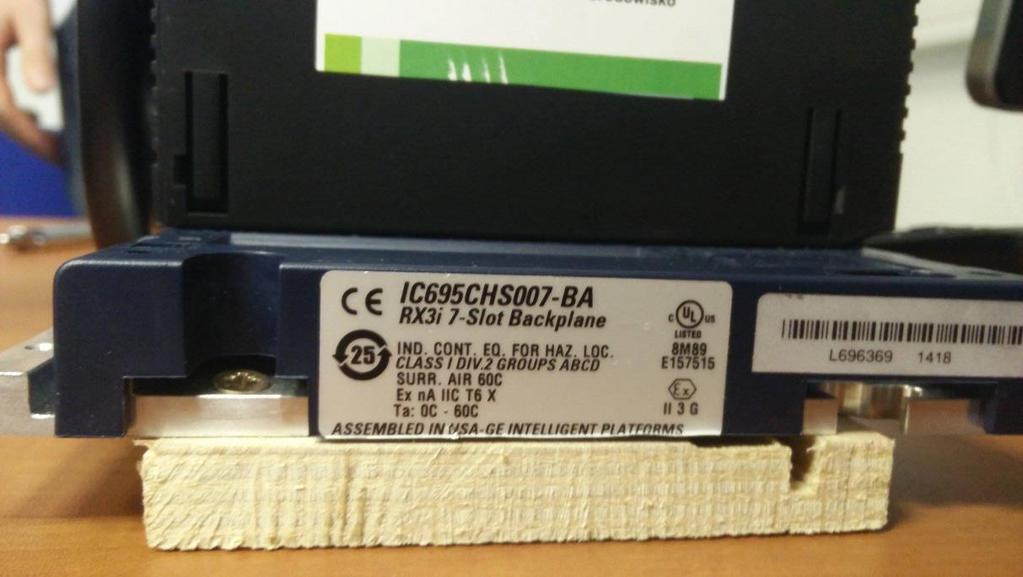 CE
IC695CHS007-BA
RX3i 7-Slot Backplane
25
IND. CONT. EQ. FOR HAZ. LOC.
CLASS I DIV.2 GROUPS ABCD
SURR. AIR 60C
Ex nA IIC T6 X
Ta: 0C - 60C
ASSEMBLED IN USA-GE INTELLIGENT PLATFORMS
C UL US
LISTED
8M89
E157515
Ex
II 3 G
L696369 1418